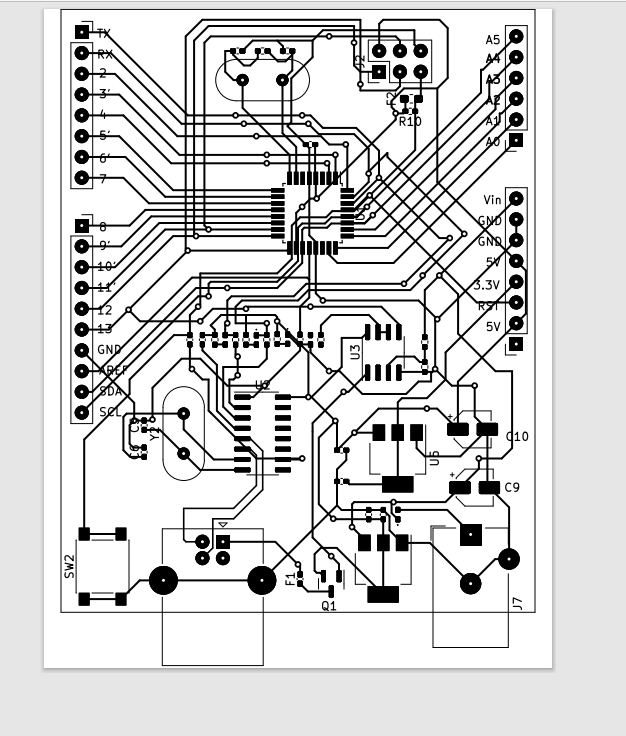 TX
RX
2
3'
4
5'
6'
7
8
9'
10'
11'
12
13
GND
AREF
SDA
SCL
J2
R10
A5
A4
A3
A2
A1
A0
Vin
GND
GND
5V
3.3V
RST
5V
U3
U2
Y2
U5
C10
C9
SW2
F1
Q1
J7